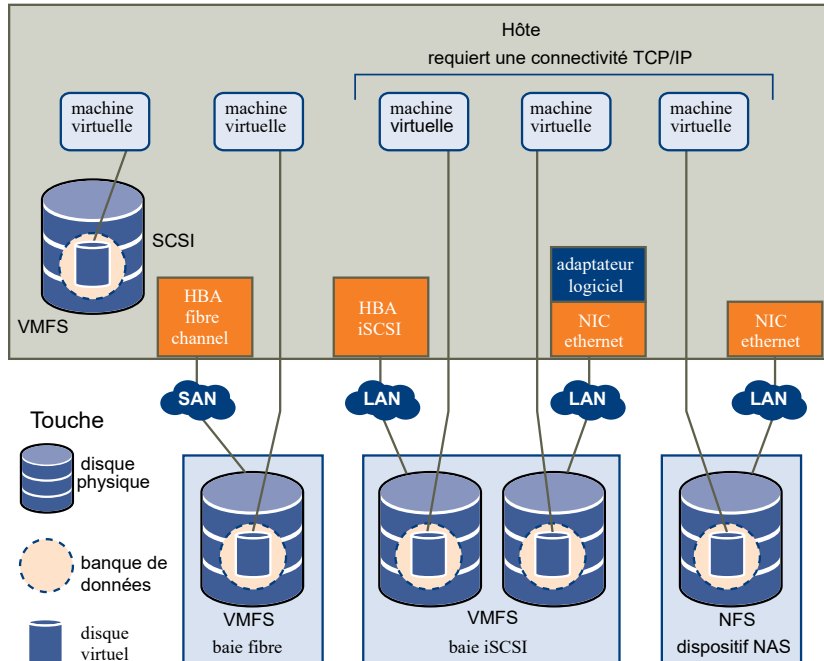 Hôte
requiert une connectivité TCP/IP
machine
virtuelle
machine
virtuelle
machine
virtuelle
machine
virtuelle
machine
virtuelle
SCSI
VMFS
HBA
fibre
channel
HBA
iSCSI
adaptateur
logiciel
NIC
ethernet
NIC
ethernet
SAN
LAN
LAN
LAN
Touche
disque
physique
banque de
données
disque
virtuel
VMFS
baie fibre
VMFS
baie iSCSI
NFS
dispositif NAS